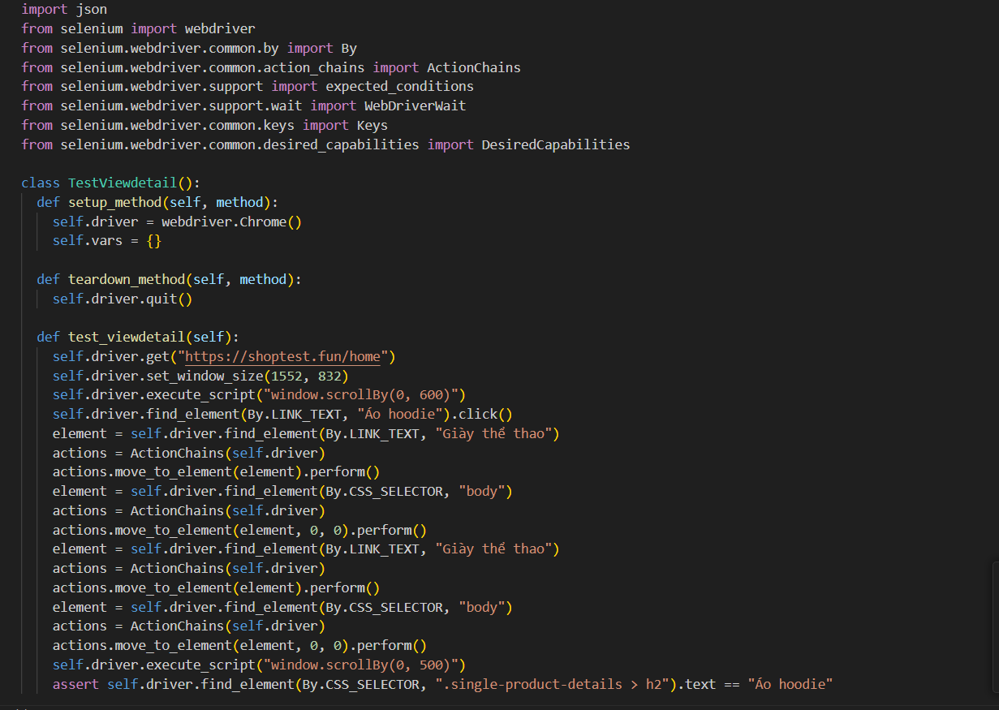 import json
from selenium import webdriver
from selenium.webdriver.common.by import By
from selenium.webdriver.common.action_chains import ActionChains
from selenium.webdriver.support import expected_conditions
from selenium.webdriver.support.wait import WebDriverWait
from selenium.webdriver.common.keys import Keys
from selenium.webdriver.common.desired_capabilities import DesiredCapabilities

class TestViewdetail():
  def setup_method(self, method):
    self.driver = webdriver.Chrome()
    self.vars = {}

  def teardown_method(self, method):
    self.driver.quit()

  def test_viewdetail(self):
    self.driver.get("https://shoptest.fun/home")
    self.driver.set_window_size(1552, 832)
    self.driver.execute_script("window.scrollBy(0, 600)")
    self.driver.find_element(By.LINK_TEXT, "Áo hoodie").click()
    element = self.driver.find_element(By.LINK_TEXT, "Giày thể thao")
    actions = ActionChains(self.driver)
    actions.move_to_element(element).perform()
    element = self.driver.find_element(By.CSS_SELECTOR, "body")
    actions = ActionChains(self.driver)
    actions.move_to_element(element, 0, 0).perform()
    element = self.driver.find_element(By.LINK_TEXT, "Giày thể thao")
    actions = ActionChains(self.driver)
    actions.move_to_element(element).perform()
    element = self.driver.find_element(By.CSS_SELECTOR, "body")
    actions = ActionChains(self.driver)
    actions.move_to_element(element, 0, 0).perform()
    self.driver.execute_script("window.scrollBy(0, 500)")
    assert self.driver.find_element(By.CSS_SELECTOR, ".single-product-details > h2").text == "Áo hoodie"